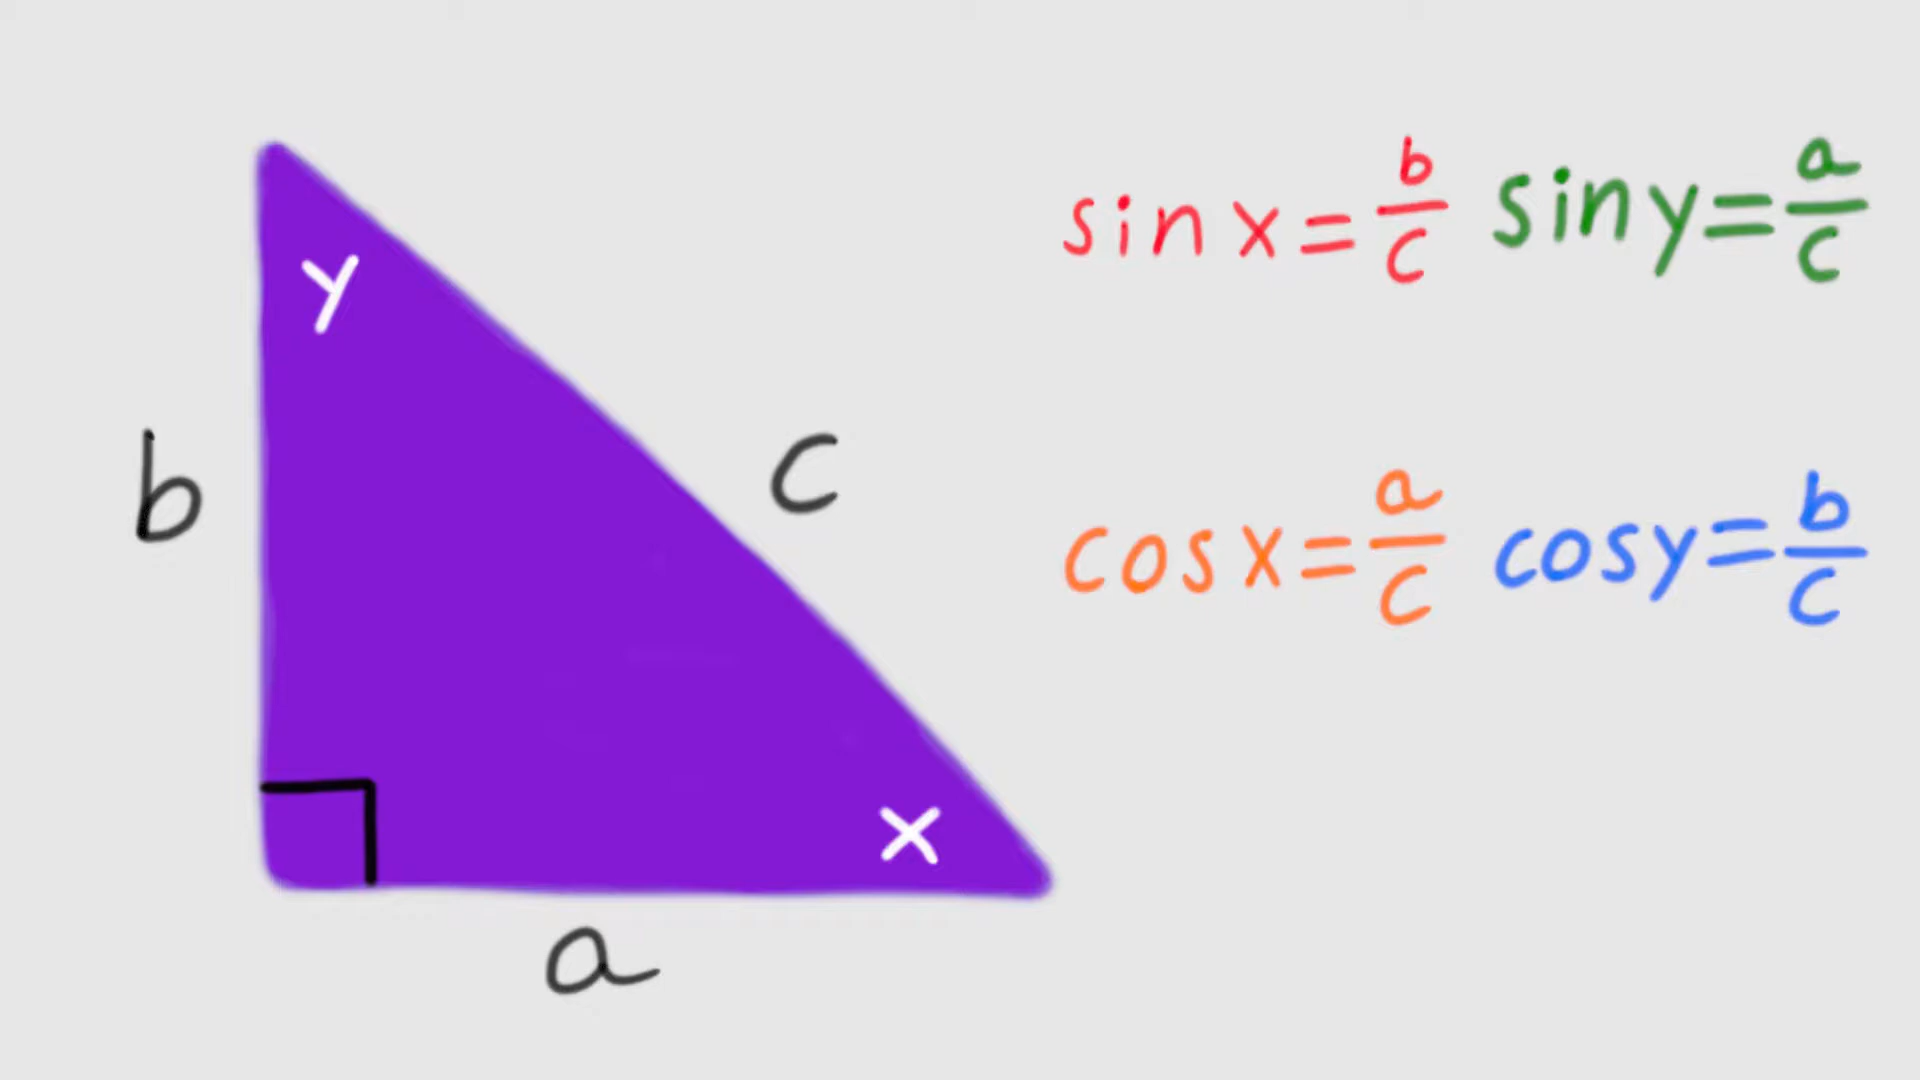 y
b
c
x
a
sin x = b/c
sin y = a/c
cos x = a/c
cos y = b/c